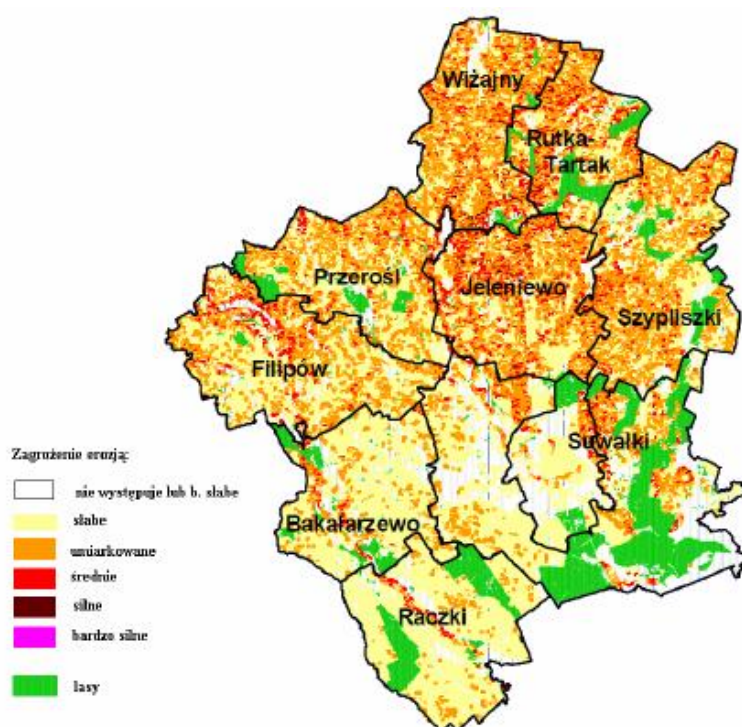 Wiżajny
Rutka-
Tartak
Przerośl
Jeleniewo
Szypliszki
Filipów
Suwałki
Bakałarzewo
Raczki
Zagrożenie erozją:
nie występuje lub b. słabe
słabe
umiarkowane
średnie
silne
bardzo silne
lasy